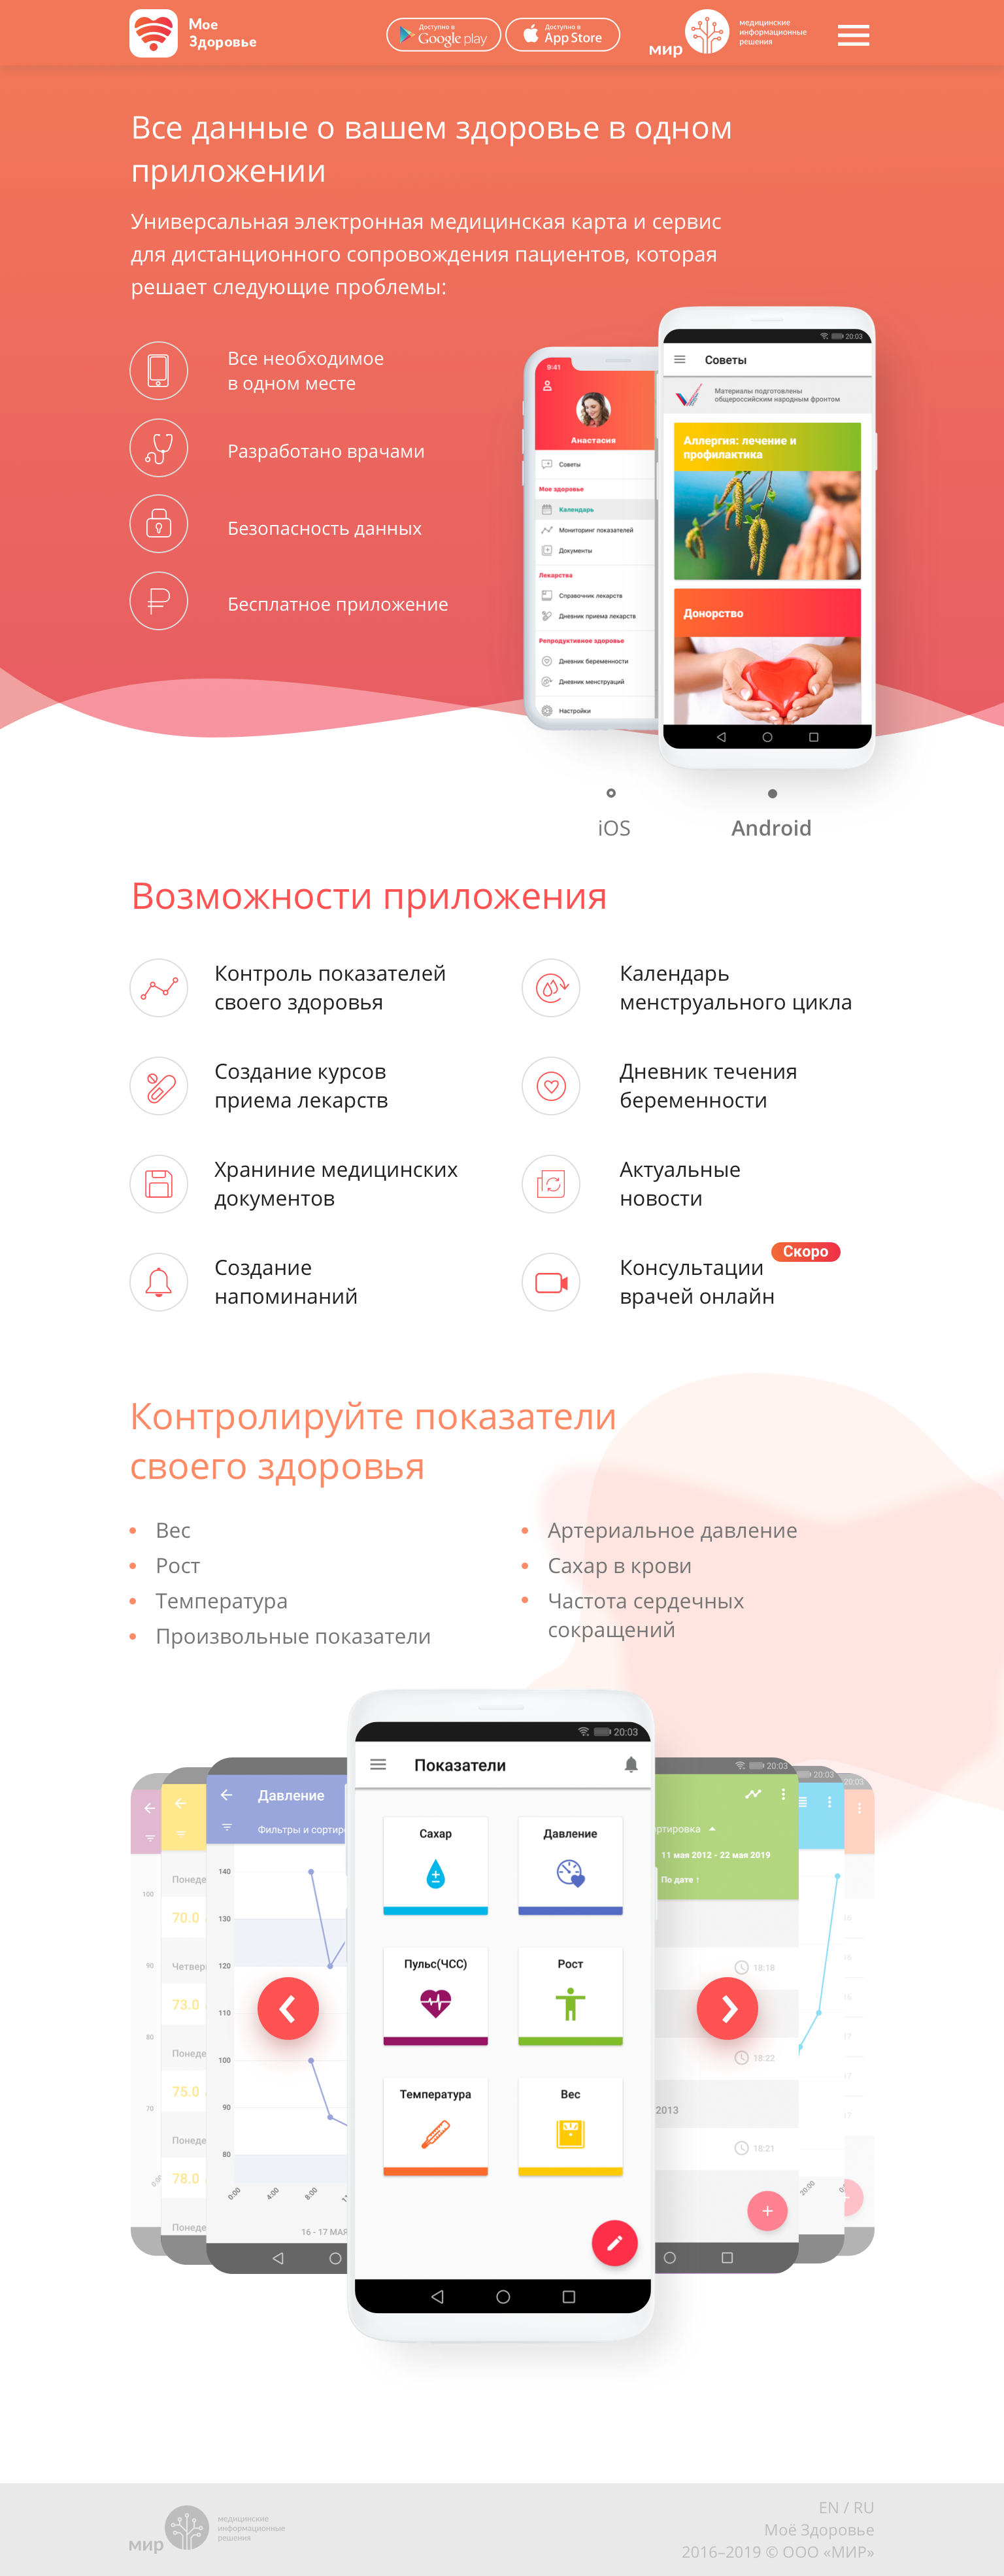 Мое
Здоровье
Доступно в
Google play
Доступно в
App Store
мир
медицинские
информационные
решения
Все данные о вашем здоровье в одном
приложении
Универсальная электронная медицинская карта и сервис
для дистанционного сопровождения пациентов, которая
решает следующие проблемы:
Все необходимое
в одном месте
Разработано врачами
Безопасность данных
Бесплатное приложение
9:41
Анастасия
Советы
Мое здоровье
Календарь
Мониторинг показателей
Документы
Лекарства
Справочник лекарств
Дневник приема лекарств
Репродуктивное здоровье
Дневник беременности
Дневник менструаций
Настройки
20:03
Советы
Материалы подготовлены
общероссийским народным фронтом
Аллергия: лечение и
профилактика
Донорство
iOS
Android
Возможности приложения
Контроль показателей
своего здоровья
Календарь
менструального цикла
Создание курсов
приема лекарств
Дневник течения
беременности
Храниние медицинских
документов
Актуальные
новости
Создание
напоминаний
Скоро
Консультации
врачей онлайн
Контролируйте показатели
своего здоровья
Вес
Рост
Температура
Произвольные показатели
Артериальное давление
Сахар в крови
Частота сердечных
сокращений
100
90
80
70
0:00
Понеде
70.0
Четвер
73.0
Понеде
75.0
Понеде
78.0
Понеде
Давление
Фильтры и сортиро
140
130
120
110
100
90
80
0:00
4:00
8:00
16 - 17 МАЯ
20:03
Показатели
Сахар
Давление
Пульс(ЧСС)
Рост
Температура
Вес
20:03
ортировка
11 мая 2012 - 22 мая 2019
По дате ↑
18:18
18:22
2013
18:21
20:03
20:00
20:03
мир
медицинские
информационные
решения
EN / RU
Моё Здоровье
2016–2019 © ООО «МИР»